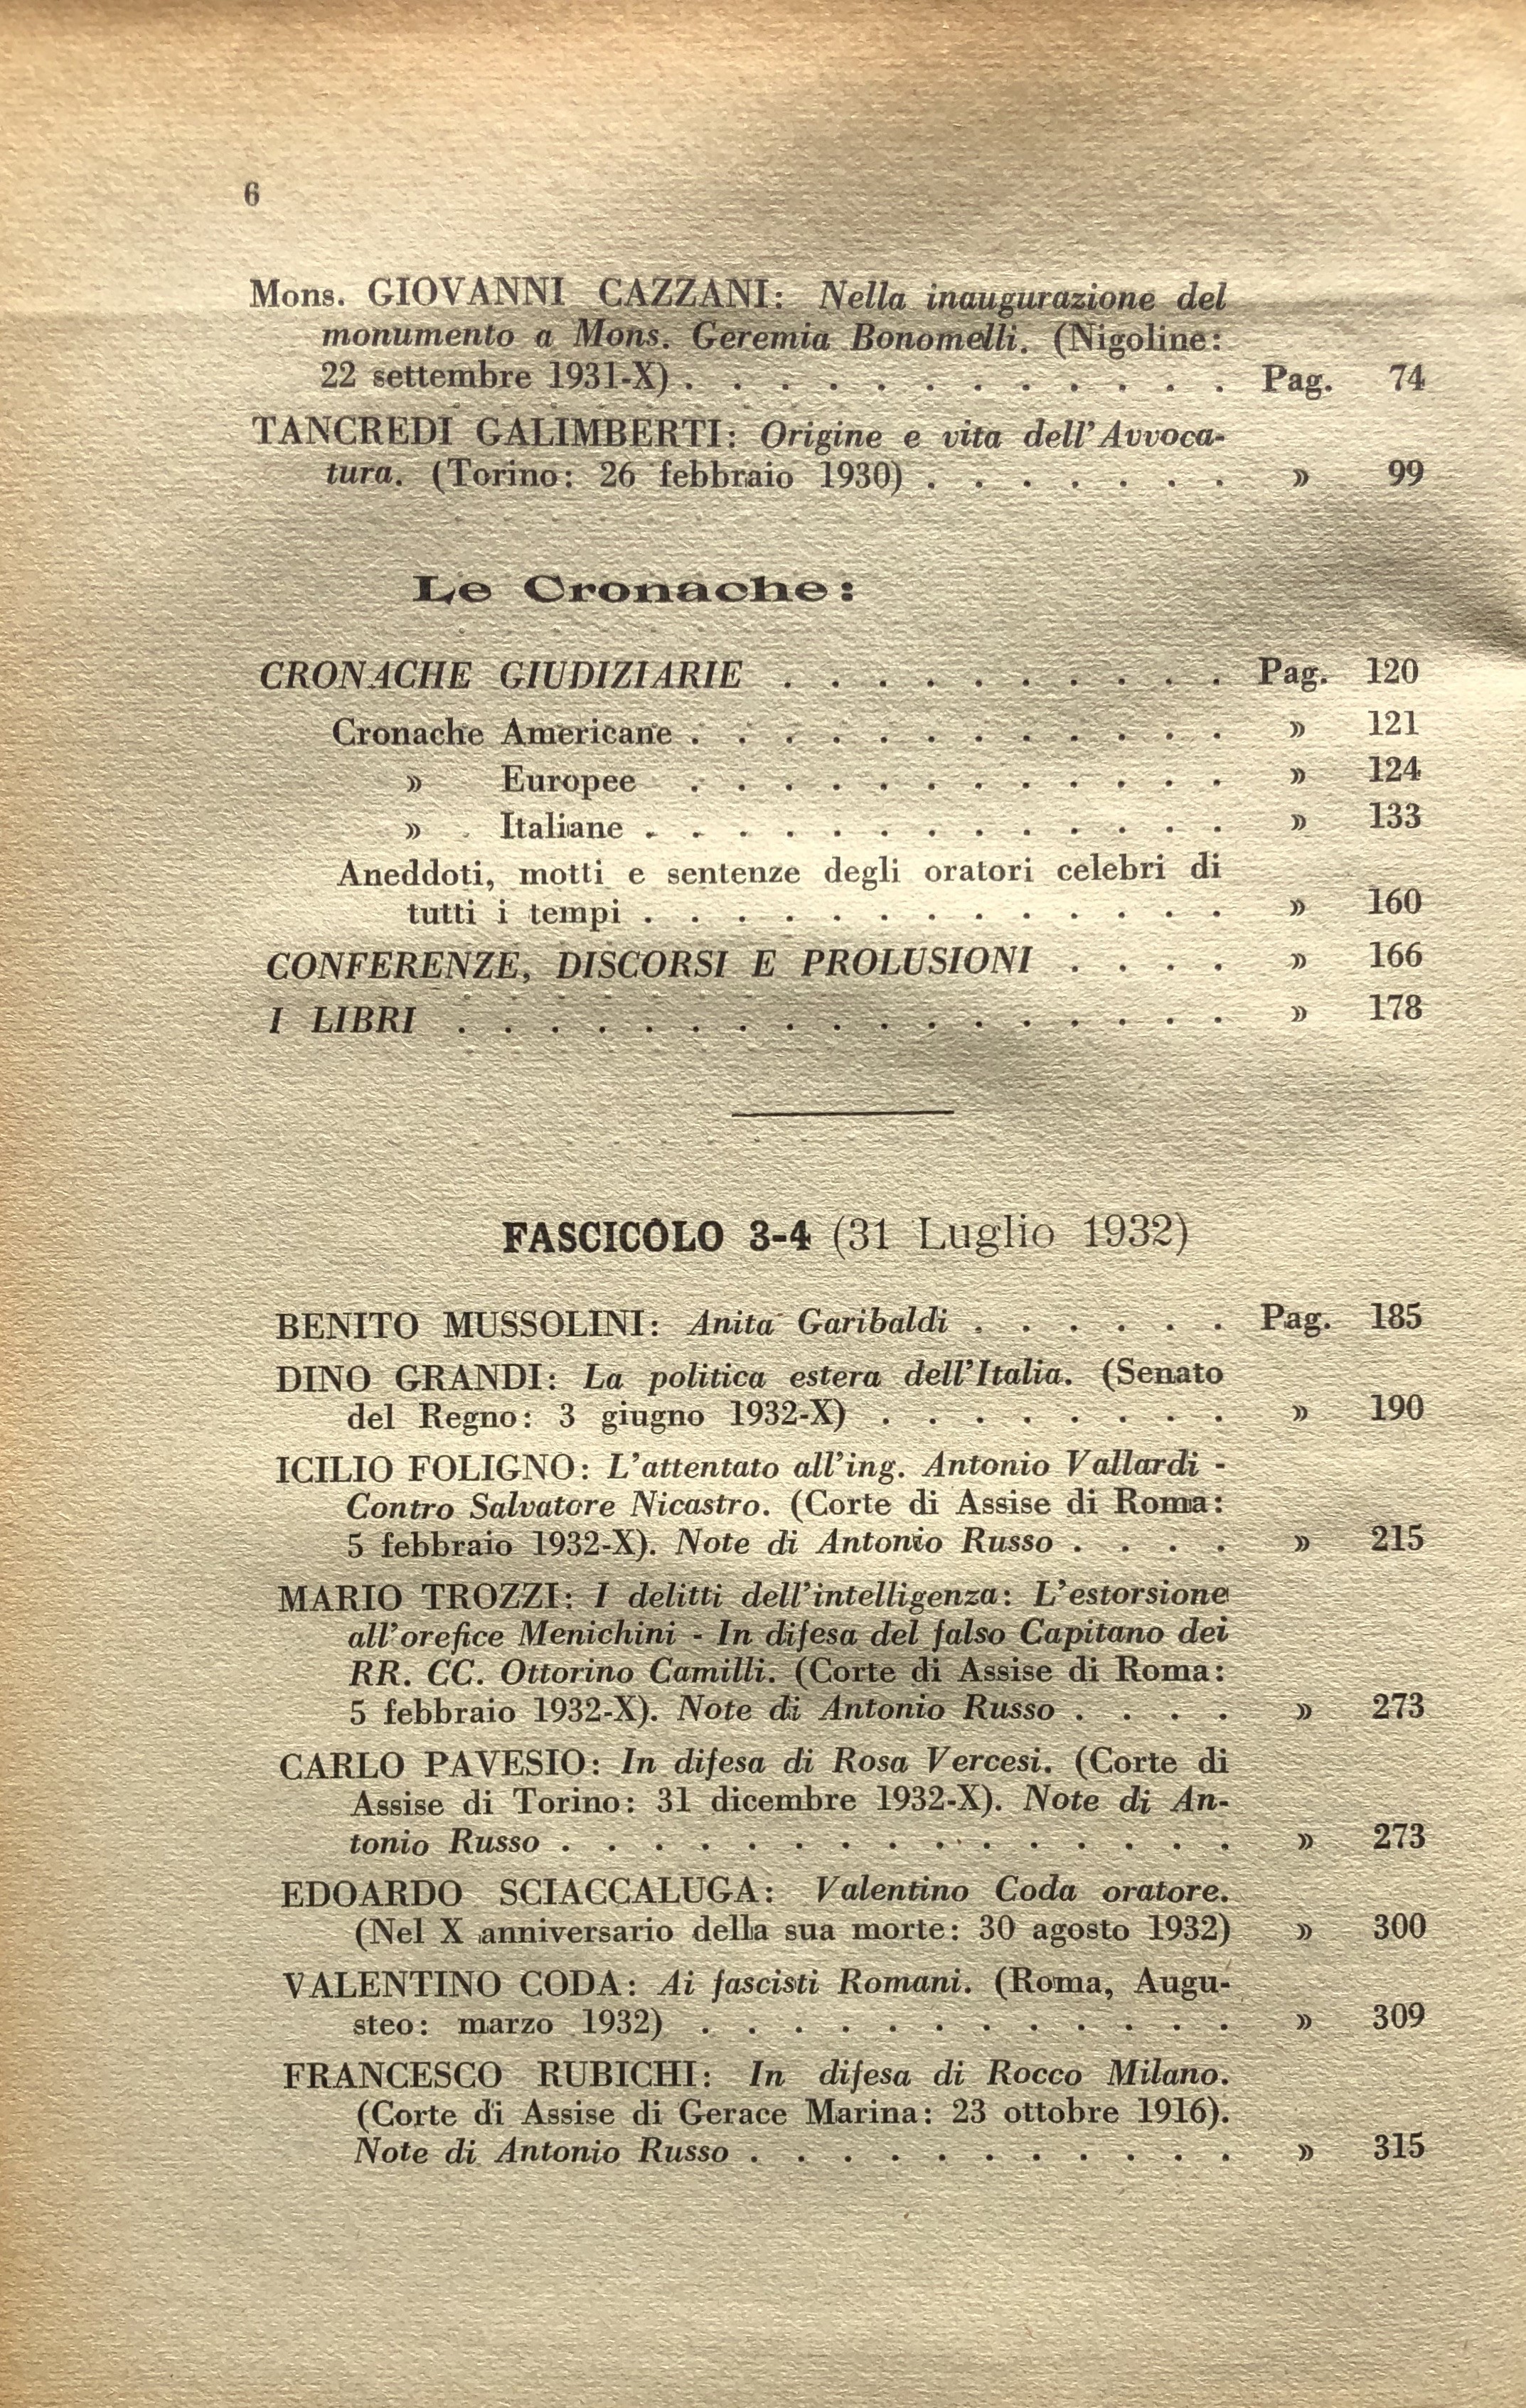 6
Mons. GIOVANNI CAZZANI: Nella inaugurazione del
monumento a Mons. Geremia Bonomelli. (Nigoline:
22 settembre 1931-X) . . . . . . . . . . . . Pag. 74
TANCREDI GALIMBERTI: Origine e vita dell'Avvoca-
tura. (Torino: 26 febbraio 1930) . . . . . . . » 99
Le Cronache:
CRONACHE GIUDIZIARIE . . . . . . . . . . Pag. 120
Cronache Americane . . . . . . . . . . . . » 121
» Europee . . . . . . . . . . . . » 124
» Italiane . . . . . . . . . . . . . » 133
Aneddoti, motti e sentenze degli oratori celebri di
tutti i tempi . . . . . . . . . . . . . » 160
CONFERENZE, DISCORSI E PROLUSIONI . . . . » 166
I LIBRI . . . . . . . . . . . . . . . . . » 178
FASCICOLO 3-4 (31 Luglio 1932)
BENITO MUSSOLINI: Anita Garibaldi . . . . . . Pag. 185
DINO GRANDI: La politica estera dell'Italia. (Senato
del Regno: 3 giugno 1932-X) . . . . . . . . » 190
ICILIO FOLIGNO: L'attentato all'ing. Antonio Vallardi -
Contro Salvatore Nicastro. (Corte di Assise di Roma:
5 febbraio 1932-X). Note di Antonio Russo . . . . » 215
MARIO TROZZI: I delitti dell'intelligenza: L'estorsione
all'orefice Menichini - In difesa del falso Capitano dei
RR. CC. Ottorino Camilli. (Corte di Assise di Roma:
5 febbraio 1932-X). Note di Antonio Russo . . . . » 273
CARLO PAVESIO: In difesa di Rosa Vercesi. (Corte di
Assise di Torino: 31 dicembre 1932-X). Note di An-
tonio Russo . . . . . . . . . . . . . . . » 273
EDOARDO SCIACCALUGA: Valentino Coda oratore.
(Nel X anniversario della sua morte: 30 agosto 1932) » 300
VALENTINO CODA: Ai fascisti Romani. (Roma, Augu-
steo: marzo 1932) . . . . . . . . . . . . » 309
FRANCESCO RUBICHI: In difesa di Rocco Milano.
(Corte di Assise di Gerace Marina: 23 ottobre 1916).
Note di Antonio Russo . . . . . . . . . . . » 315